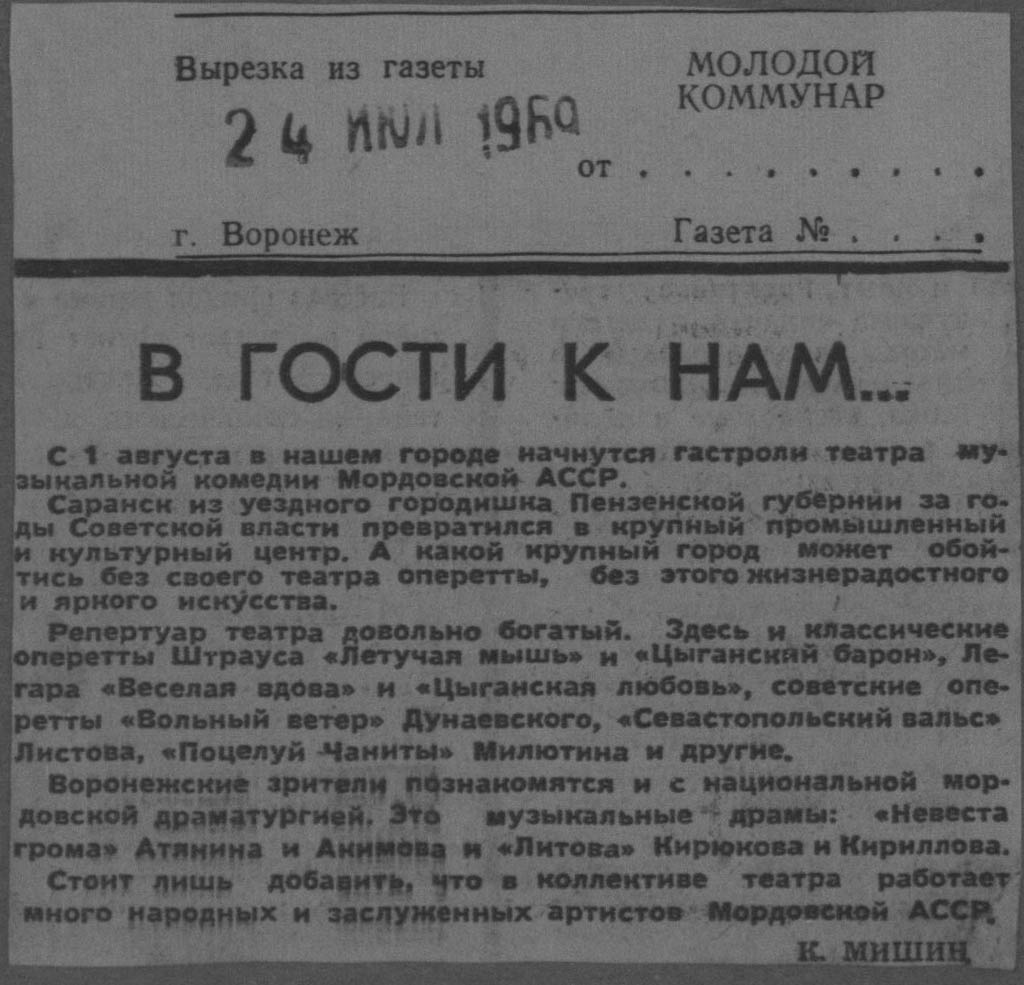 Вырезка из газеты
МОЛОДОЙ
КОММУНАР
24 ИЮЛ 1969
от . . . . . . . . .
г. Воронеж
Газета № . . . .
В ГОСТИ К НАМ...
С 1 августа в нашем городе начнутся гастроли театра му-
зыкальной комедии Мордовской АССР.
Саранск из уездного городишка Пензенской губернии за го-
ды Советской власти превратился в крупный промышленный
и культурный центр. А какой крупный город может обой-
тись без своего театра оперетты, без этого жизнерадостного
и яркого искусства.
Репертуар театра довольно богатый. Здесь и классические
оперетты Штрауса «Летучая мышь» и «Цыганский барон», Ле-
гара «Веселая вдова» и «Цыганская любовь», советские опе-
ретты «Вольный ветер» Дунаевского, «Севастопольский вальс»
Листова, «Поцелуй Чаниты» Милютина и другие.
Воронежские зрители познакомятся и с национальной мор-
довской драматургией. Это музыкальные драмы: «Невеста
грома» Атянина и Акимова и «Литова» Кирюкова и Кириллова.
Стоит лишь добавить, что в коллективе театра работает
много народных и заслуженных артистов Мордовской АССР.
К. МИШИН